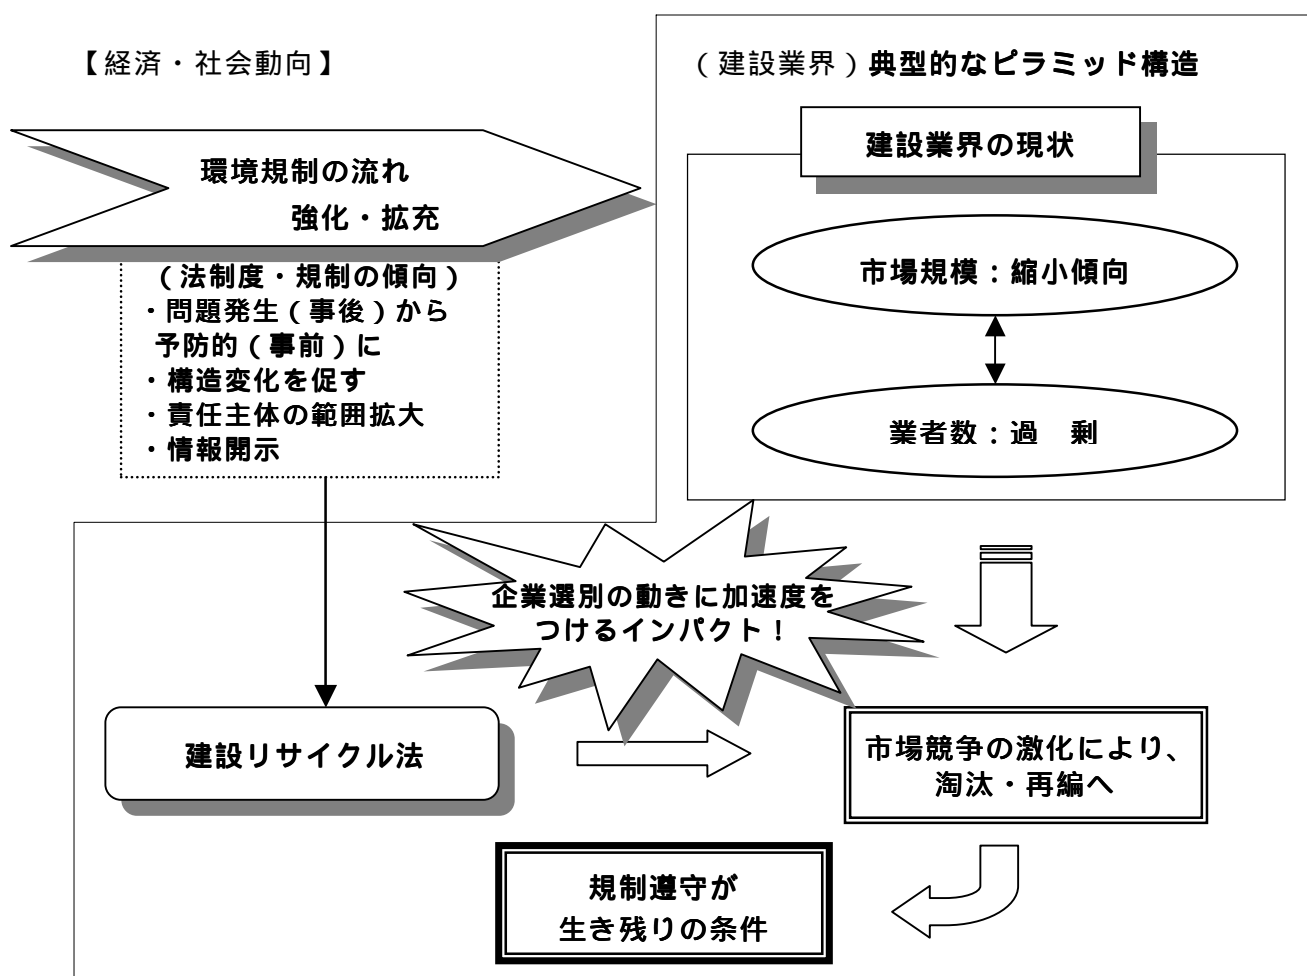 【経済・社会動向】
環境規制の流れ
強化・拡充
（法制度・規制の傾向）
・問題発生（事後）から
予防的（事前）に
・構造変化を促す
・責任主体の範囲拡大
・情報開示
（建設業界）典型的なピラミッド構造
建設業界の現状
市場規模：縮小傾向
業者数：過　剰
企業選別の動きに加速度を
つけるインパクト！
建設リサイクル法
市場競争の激化により、
淘汰・再編へ
規制遵守が
生き残りの条件